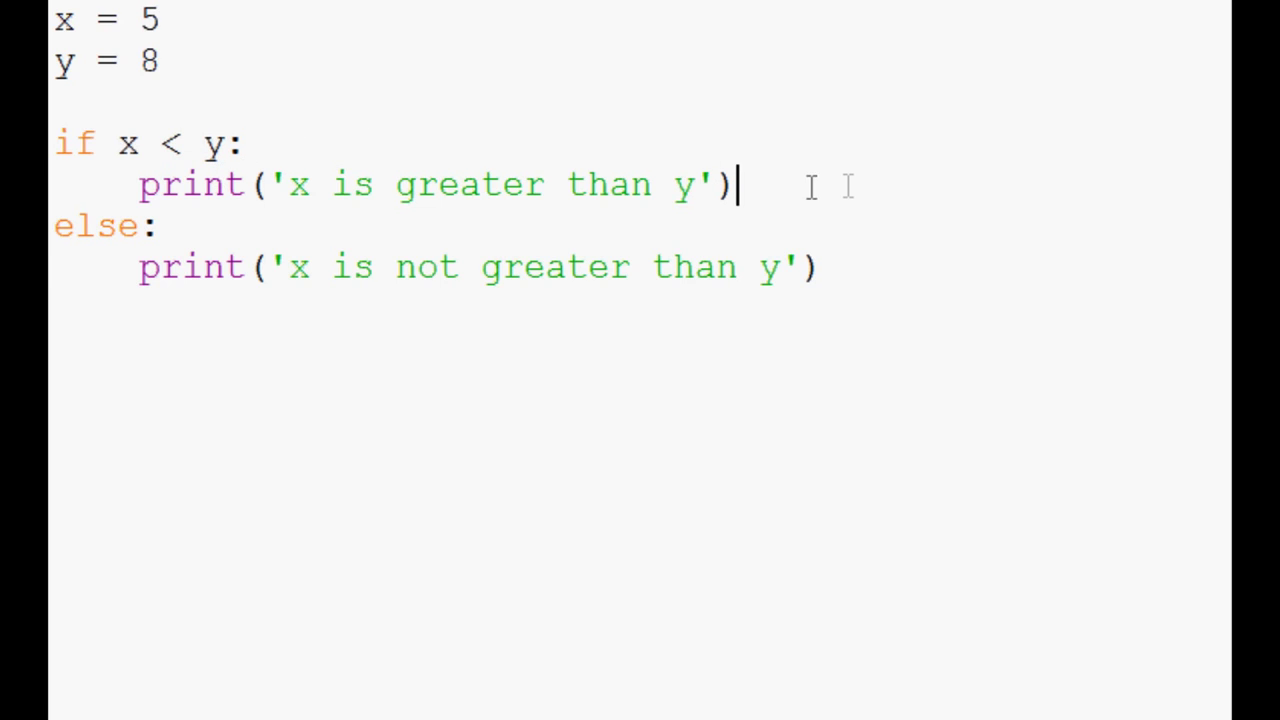 x = 5
y = 8
if x < y:
    print('x is greater than y')
else:
    print('x is not greater than y')